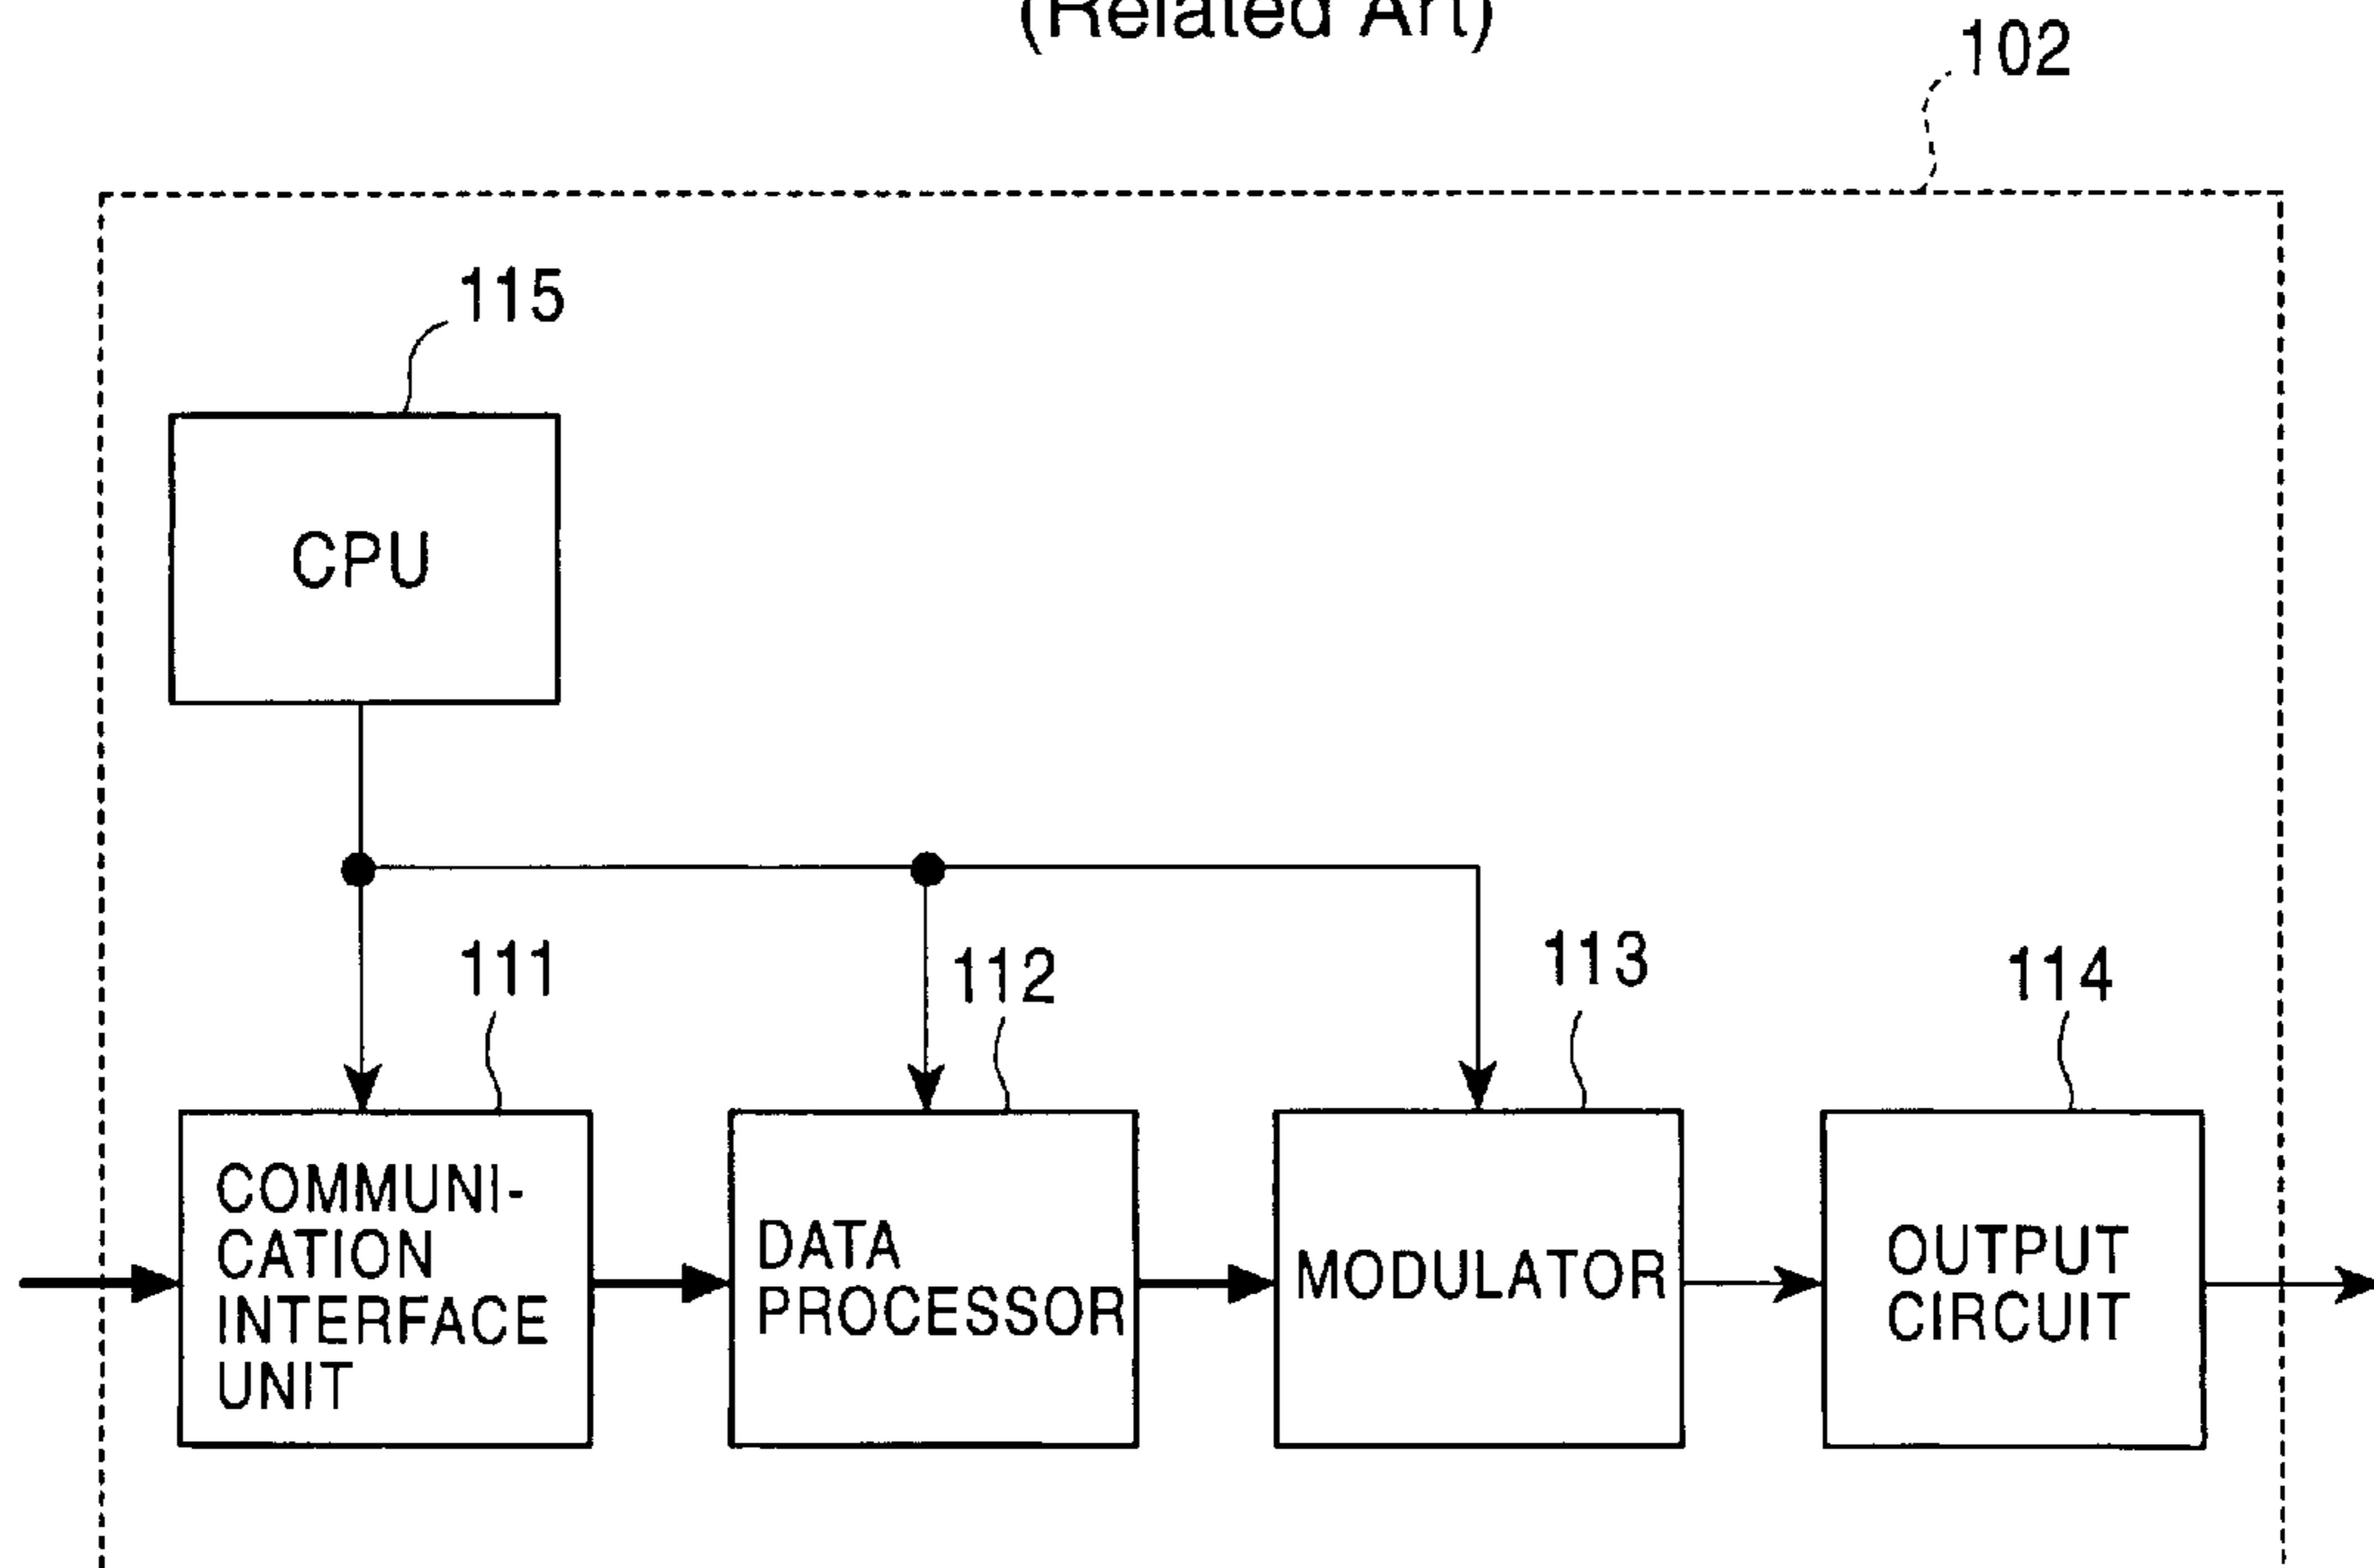 (Related Art)
102
115
CPU
111
112
113
114
COMMUNI-
CATION
INTERFACE
UNIT
DATA
PROCESSOR
MODULATOR
OUTPUT
CIRCUIT